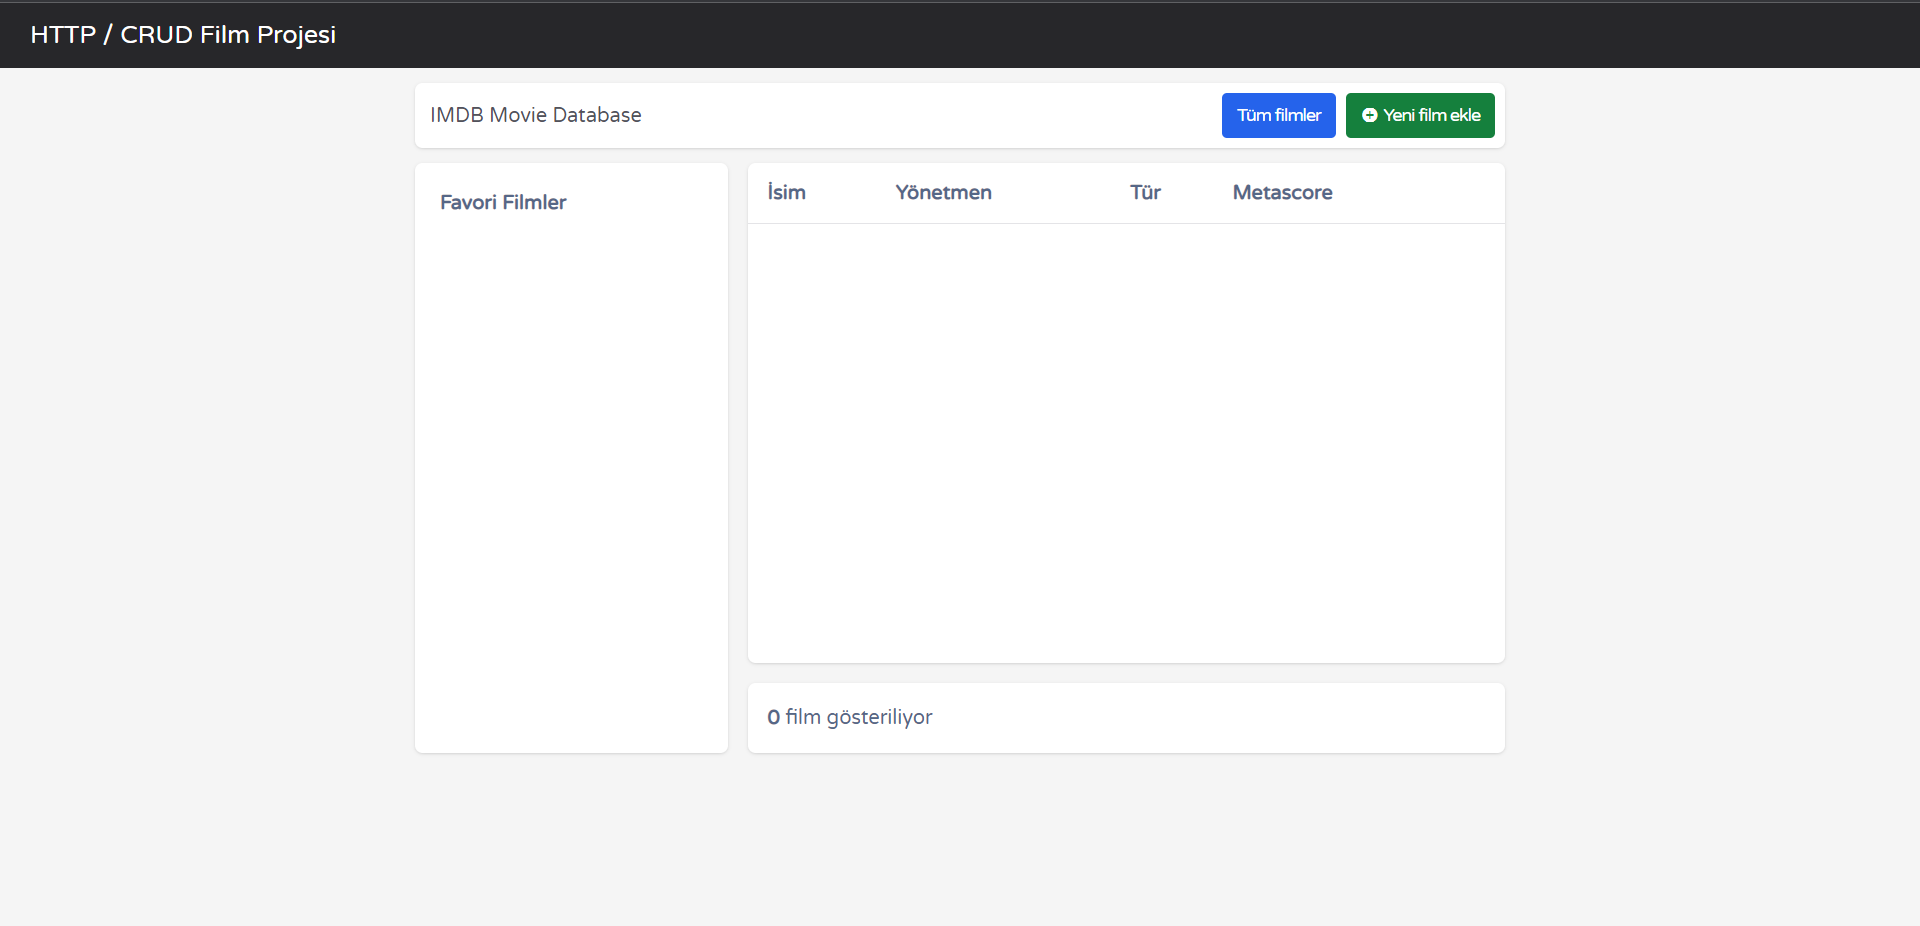 HTTP / CRUD Film Projesi
IMDB Movie Database
Tüm filmler
Yeni film ekle
Favori Filmler
İsim Yönetmen Tür Metascore
0 film gösteriliyor